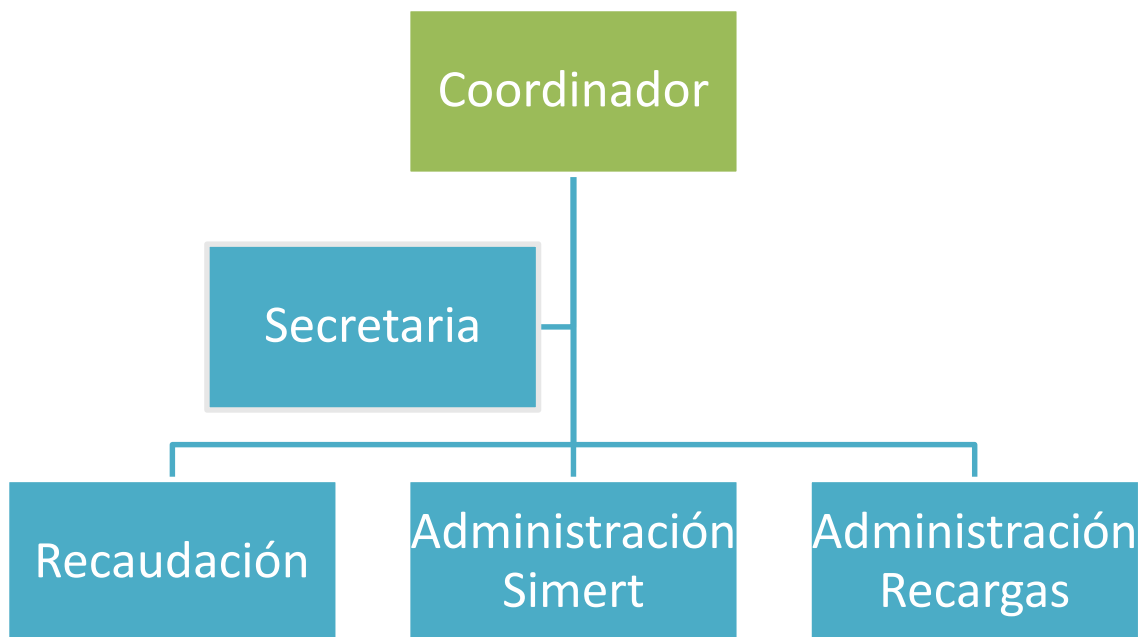 Coordinador
Secretaria
Recaudación
Administración
Simert
Administración
Recargas